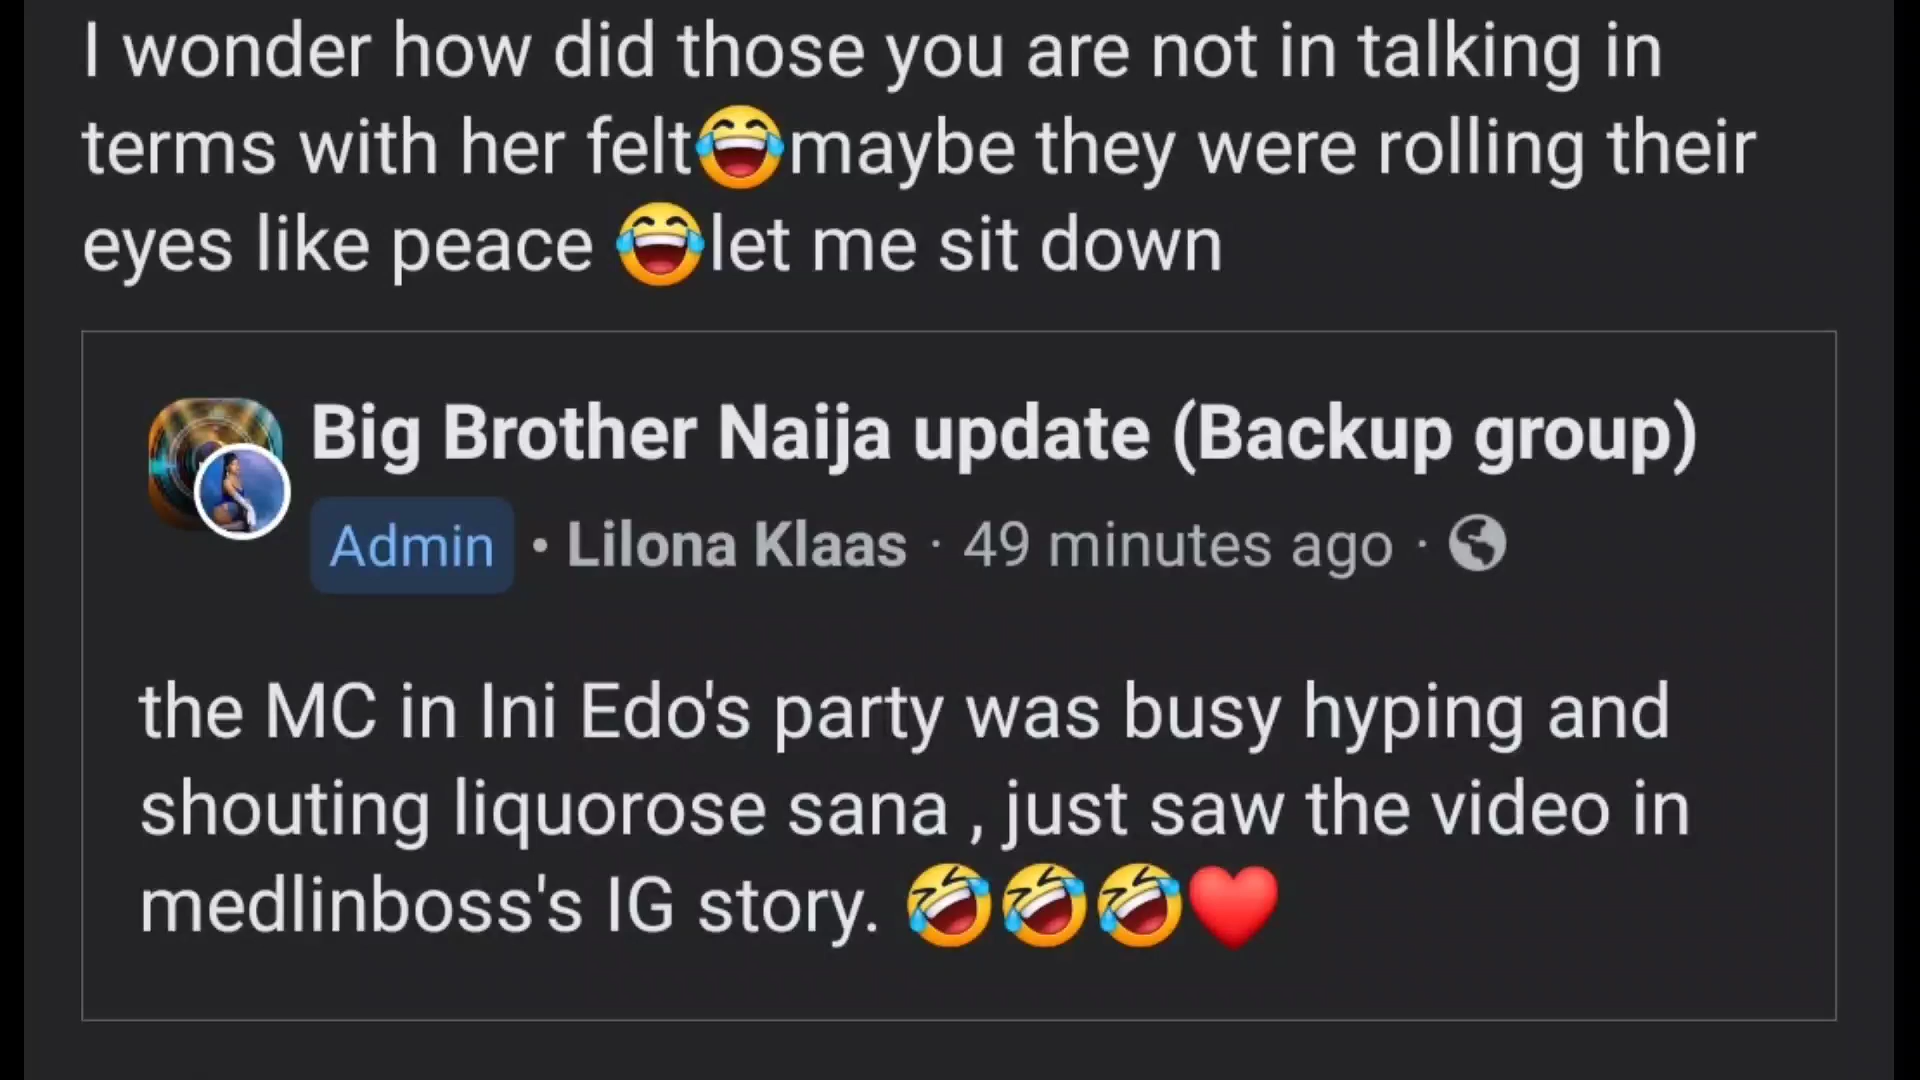 I wonder how did those you are not in talking in
terms with her felt😂maybe they were rolling their
eyes like peace 😂let me sit down
Big Brother Naija update (Backup group)
Admin • Lilona Klaas · 49 minutes ago ·
the MC in Ini Edo's party was busy hyping and
shouting liquorose sana , just saw the video in
medlinboss's IG story. 🤣🤣🤣❤️